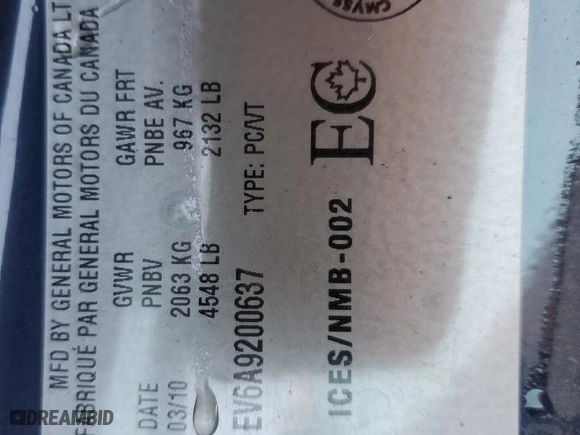 MFD BY GENERAL MOTORS OF CANADA LT
FABRIQUÉ PAR GENERAL MOTORS DU CANADA
DATE GVWR GAWR FRT
PNBV PNBE AV.
03/10 2063 KG 967 KG
4548 LB 2132 LB
EV6A9200637 TYPE: PC/VT
ICES/NMB-002 EC
CMVSS
DREAMBID